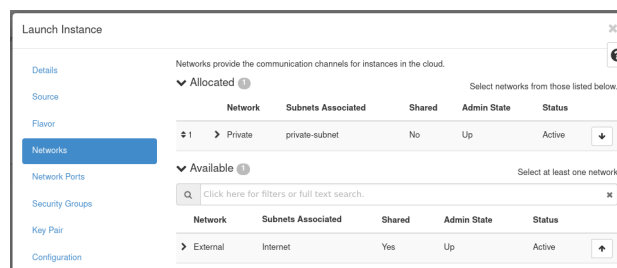 Launch Instance
Details
Source
Flavor
Networks
Network Ports
Security Groups
Key Pair
Configuration
Networks provide the communication channels for instances in the cloud.
Allocated 1
Select networks from those listed below.
Network Subnets Associated Shared Admin State Status
1 Private private-subnet No Up Active
Available 1
Select at least one network
Click here for filters or full text search.
Network Subnets Associated Shared Admin State Status
External Internet Yes Up Active